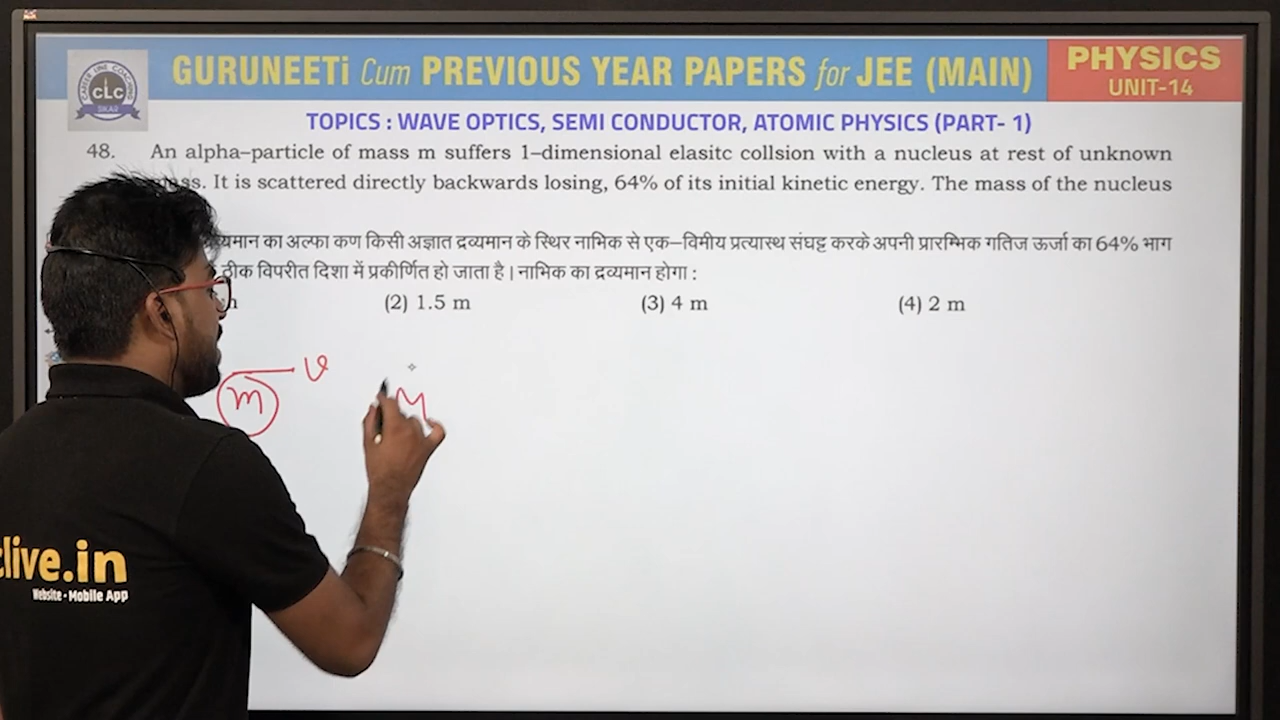 GURUNEETi Cum PREVIOUS YEAR PAPERS for JEE (MAIN)
PHYSICS
UNIT-14
CLC
SIKAR
TOPICS : WAVE OPTICS, SEMI CONDUCTOR, ATOMIC PHYSICS (PART- 1)
48. An alpha–particle of mass m suffers 1–dimensional elasitc collsion with a nucleus at rest of unknown
It is scattered directly backwards losing, 64% of its initial kinetic energy. The mass of the nucleus
का अल्फा कण किसी अज्ञात द्रव्यमान के स्थिर नाभिक से एक–विमीय प्रत्यास्थ संघट्ट करके अपनी प्रारम्भिक गतिज ऊर्जा का 64% भाग
ठीक विपरीत दिशा में प्रकीर्णित हो जाता है। नाभिक का द्रव्यमान होगा :
(2) 1.5 m (3) 4 m (4) 2 m
v
m M
live.in
Website • Mobile App